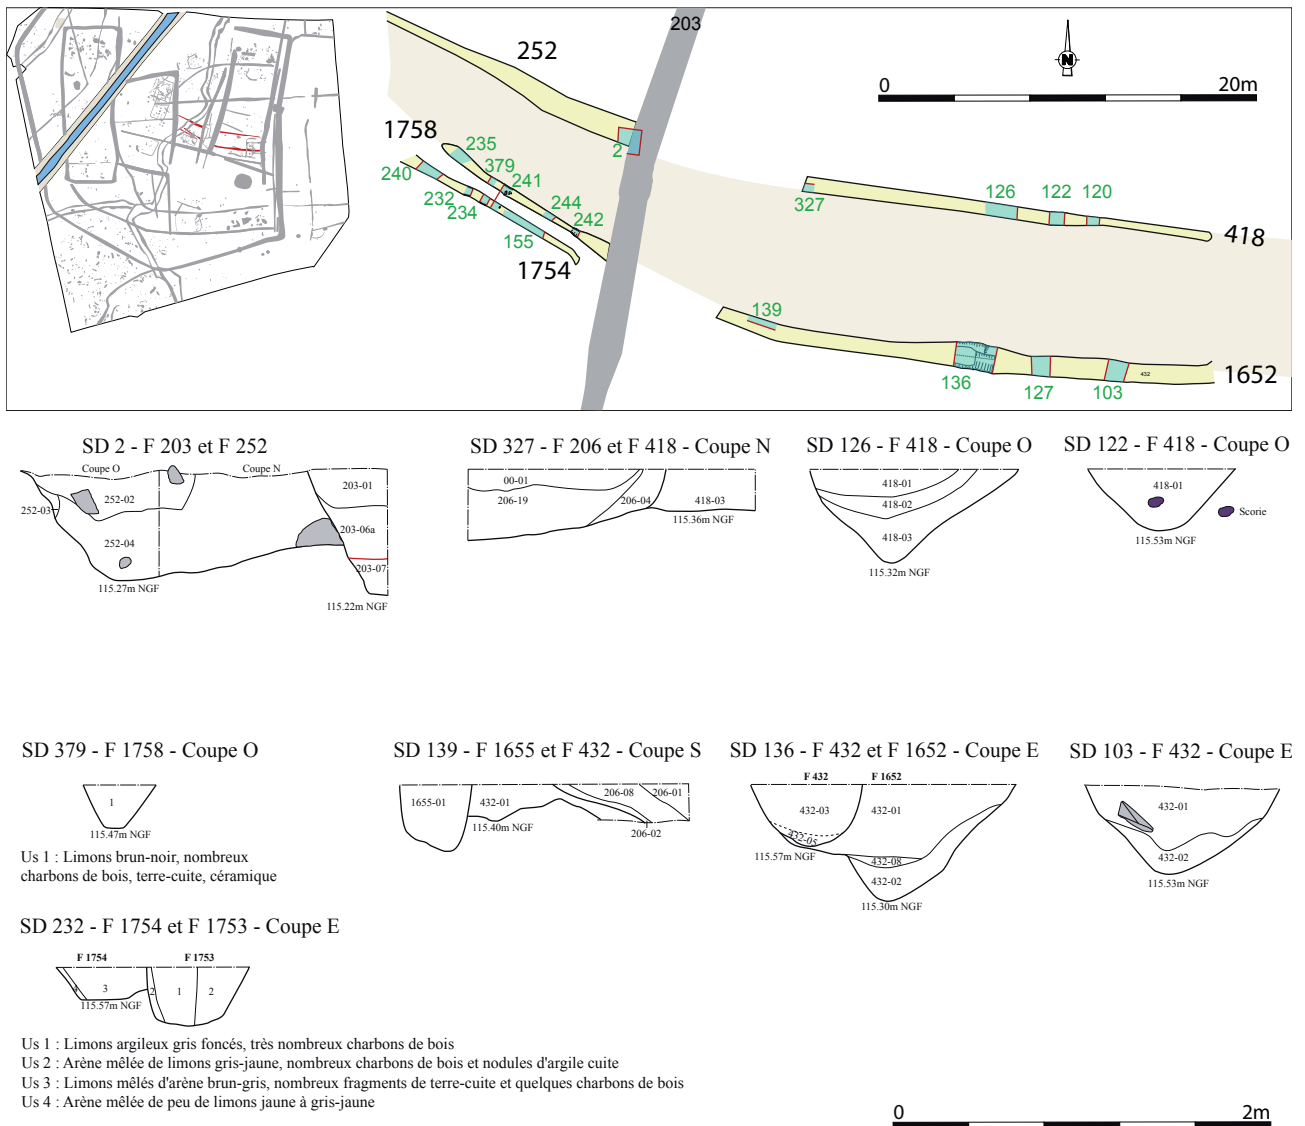 203
252
N
0
20m
1758
235
2
379
241
240
232
234
244
242
155
1754
327
126
122
120
418
139
136
127
103
432
1652
SD 2 - F 203 et F 252
Coupe O
Coupe N
252-02
252-03
252-04
203-01
203-06a
203-07
115.27m NGF
115.22m NGF
SD 327 - F 206 et F 418 - Coupe N
00-01
206-19
206-04
418-03
115.36m NGF
SD 126 - F 418 - Coupe O
418-01
418-02
418-03
115.32m NGF
SD 122 - F 418 - Coupe O
418-01
Scorie
115.53m NGF
SD 379 - F 1758 - Coupe O
1
115.47m NGF
Us 1 : Limons brun-noir, nombreux
charbons de bois, terre-cuite, céramique
SD 139 - F 1655 et F 432 - Coupe S
1655-01
432-01
206-08
206-01
115.40m NGF
206-02
SD 136 - F 432 et F 1652 - Coupe E
F 432
F 1652
432-03
432-01
432-05
115.57m NGF
432-08
432-02
115.30m NGF
SD 103 - F 432 - Coupe E
432-01
432-02
115.53m NGF
SD 232 - F 1754 et F 1753 - Coupe E
F 1754
F 1753
4
3
2
1
2
115.57m NGF
Us 1 : Limons argileux gris foncés, très nombreux charbons de bois
Us 2 : Arène mêlée de limons gris-jaune, nombreux charbons de bois et nodules d'argile cuite
Us 3 : Limons mêlés d'arène brun-gris, nombreux fragments de terre-cuite et quelques charbons de bois
Us 4 : Arène mêlée de peu de limons jaune à gris-jaune
0
2m